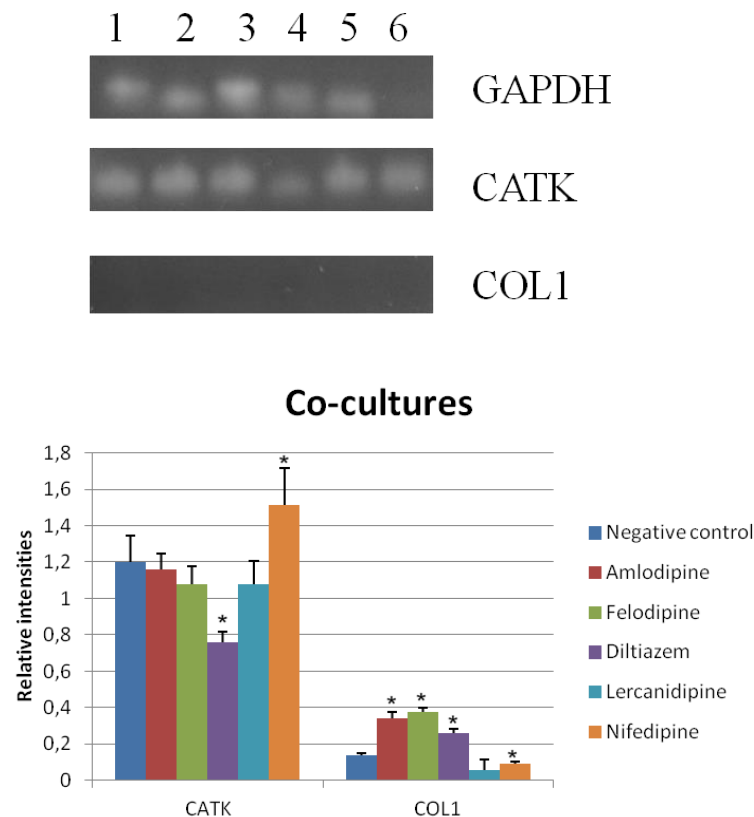 1 2 3 4 5 6
GAPDH
CATK
COL1
Co-cultures
Relative intensities
1,8
1,6
1,4
1,2
1
0,8
0,6
0,4
0,2
0
*
*
*
*
*
*
CATK
COL1
Negative control
Amlodipine
Felodipine
Diltiazem
Lercanidipine
Nifedipine